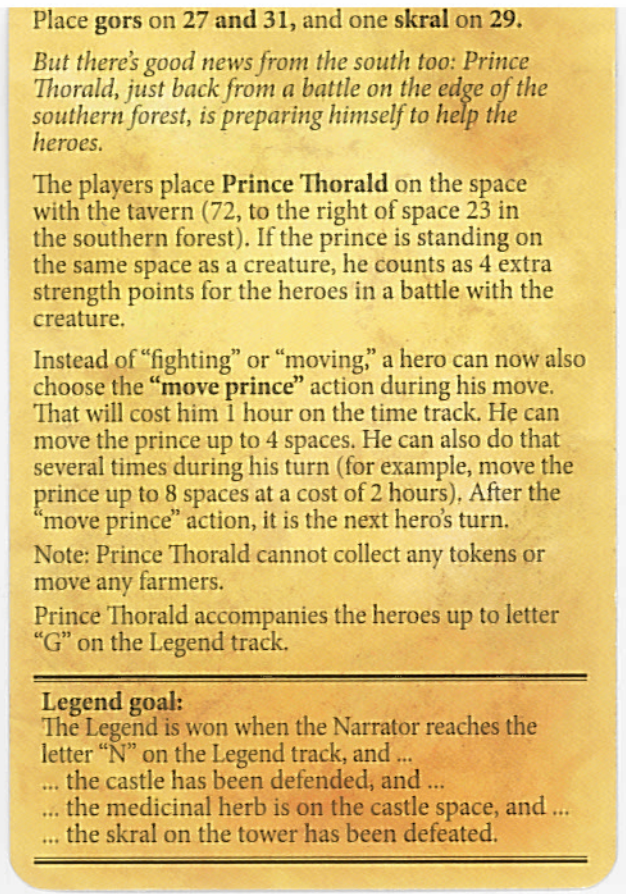 Place gors on 27 and 31, and one skral on 29.
But there's good news from the south too: Prince
Thorald, just back from a battle on the edge of the
southern forest, is preparing himself to help the
heroes.
The players place Prince Thorald on the space
with the tavern (72, to the right of space 23 in
the southern forest). If the prince is standing on
the same space as a creature, he counts as 4 extra
strength points for the heroes in a battle with the
creature.
Instead of “fighting” or “moving,” a hero can now also
choose the “move prince” action during his move.
That will cost him 1 hour on the time track. He can
move the prince up to 4 spaces. He can also do that
several times during his turn (for example, move the
prince up to 8 spaces at a cost of 2 hours). After the
“move prince” action, it is the next hero's turn.
Note: Prince Thorald cannot collect any tokens or
move any farmers.
Prince Thorald accompanies the heroes up to letter
“G” on the Legend track.
Legend goal:
The Legend is won when the Narrator reaches the
letter “N” on the Legend track, and ...
... the castle has been defended, and ...
... the medicinal herb is on the castle space, and ...
... the skral on the tower has been defeated.